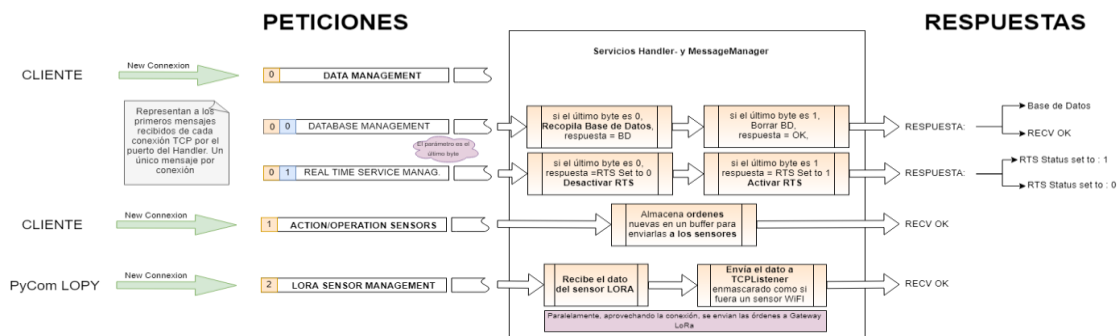 PETICIONES
RESPUESTAS
Servicios Handler- y MessageManager
CLIENTE
New Connexion
0
DATA MANAGEMENT
Representan a los
primeros mensajes
recibidos de cada
conexión TCP por el
puerto del Handler. Un
único mensaje por
conexión
0 0 DATABASE MANAGEMENT
El parámetro es el
último byte
si el último byte es 0,
Recopila Base de Datos,
respuesta = BD
si el último byte es 1,
Borrar BD,
respuesta = OK,
RESPUESTA:
Base de Datos
RECV OK
0 1 REAL TIME SERVICE MANAG.
si el último byte es 0,
respuesta =RTS Set to 0
Desactivar RTS
si el último byte es 1
respuesta = RTS Set to 1
Activar RTS
RESPUESTA:
RTS Status set to : 1
RTS Status set to : 0
CLIENTE
New Connexion
1
ACTION/OPERATION SENSORS
Almacena ordenes
nuevas en un buffer para
enviarlas a los sensores
RECV OK
PyCom LOPY
New Connexion
2
LORA SENSOR MANAGEMENT
Recibe el dato
del sensor LORA
Envía el dato a
TCPListener
enmascarado como si
fuera un sensor WiFI
RECV OK
Paralelamente, aprovechando la conexión, se envian las órdenes a Gateway
LoRa